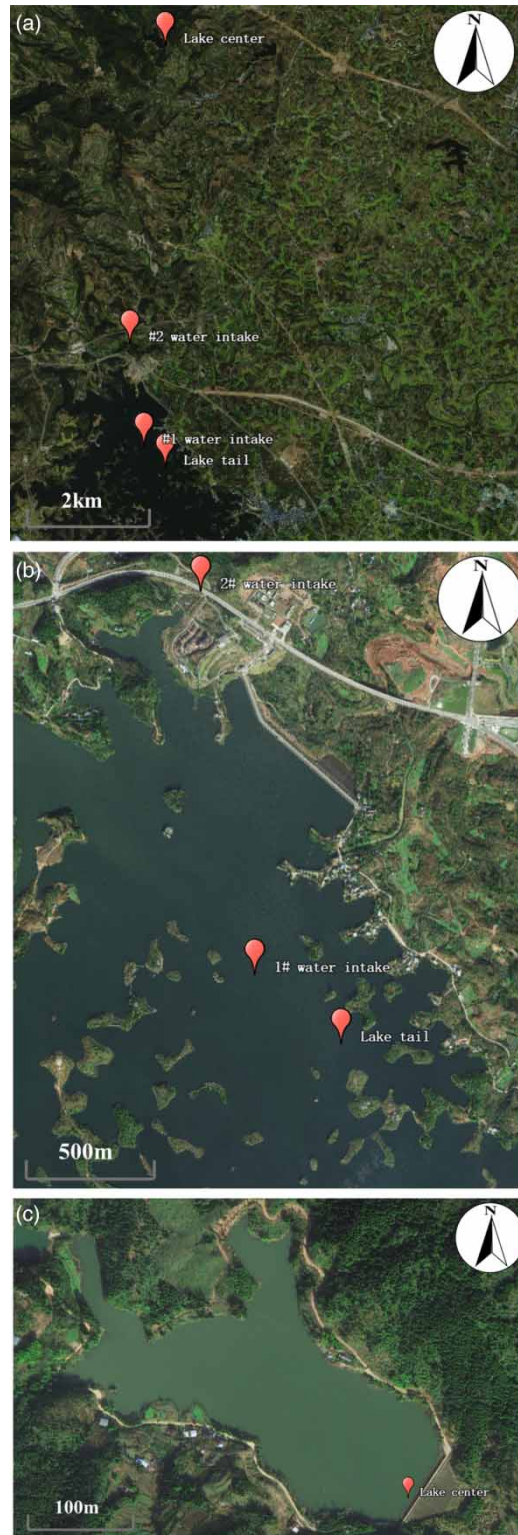 (a)
N
Lake center
#2 water intake
#1 water intake
Lake tail
2km
(b)
N
2# water intake
1# water intake
Lake tail
500m
(c)
N
Lake center
100m